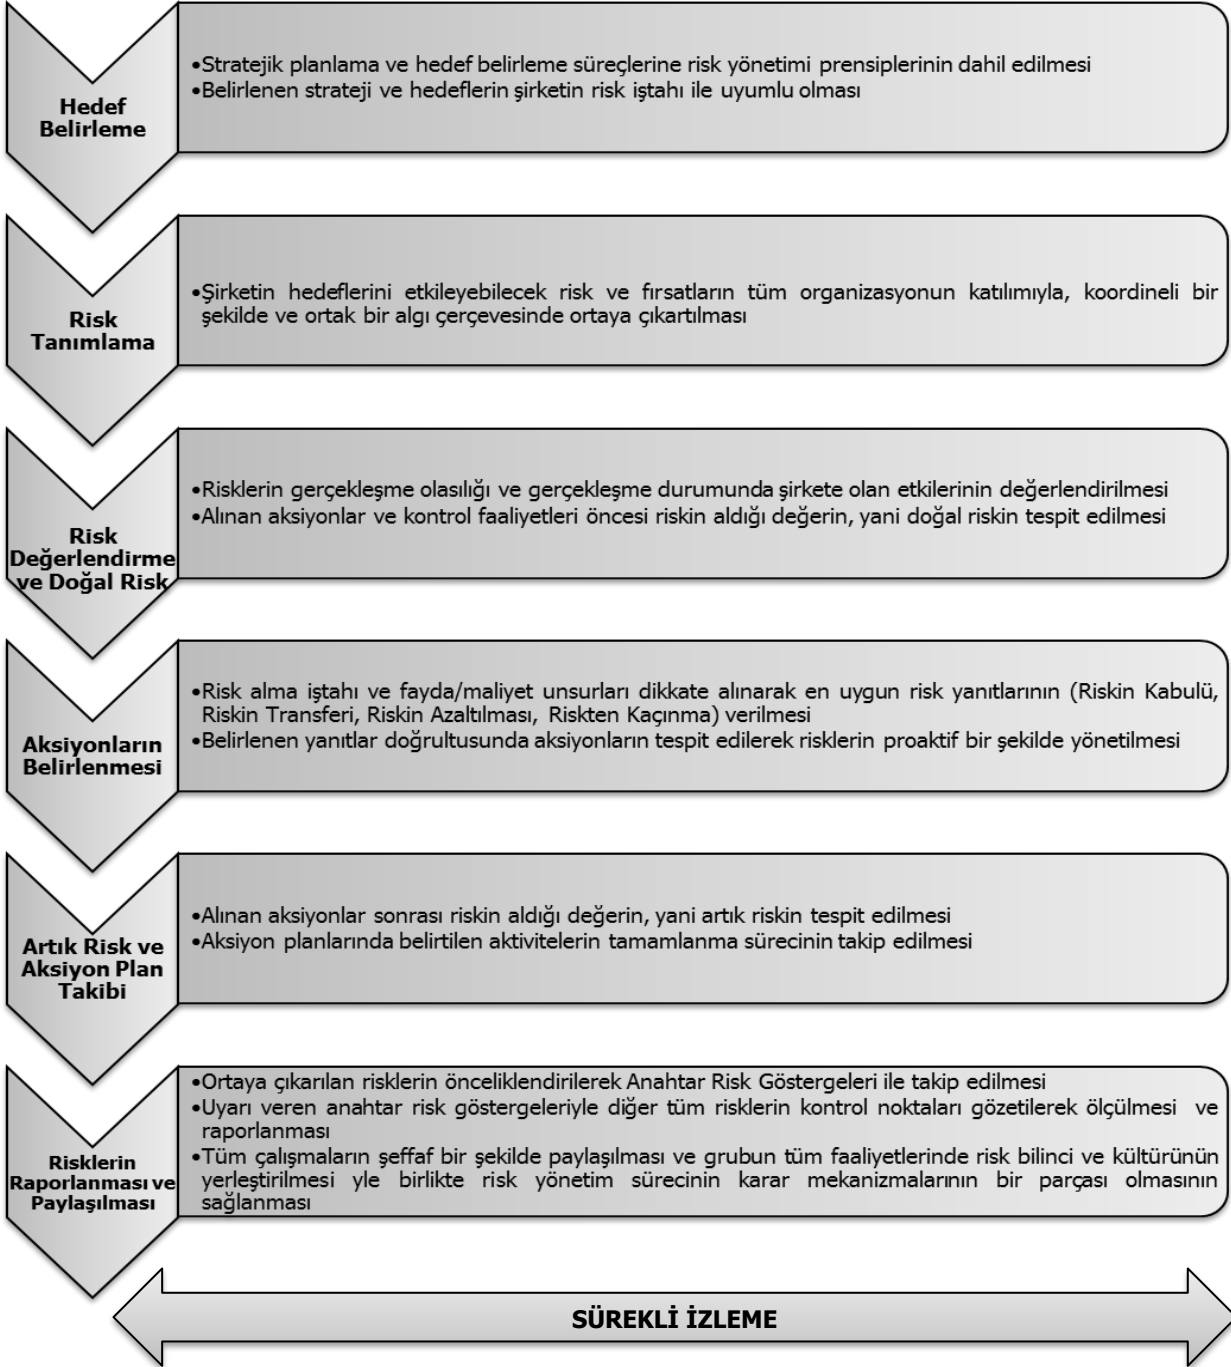 Hedef
Belirleme
•Stratejik planlama ve hedef belirleme süreçlerine risk yönetimi prensiplerinin dahil edilmesi
•Belirlenen strateji ve hedeflerin şirketin risk iştahı ile uyumlu olması
Risk
Tanımlama
•Şirketin hedeflerini etkileyebilecek risk ve fırsatların tüm organizasyonun katılımıyla, koordineli bir
şekilde ve ortak bir algı çerçevesinde ortaya çıkartılması
Risk
Değerlendirme
ve Doğal Risk
•Risklerin gerçekleşme olasılığı ve gerçekleşme durumunda şirkete olan etkilerinin değerlendirilmesi
•Alınan aksiyonlar ve kontrol faaliyetleri öncesi riskin aldığı değerin, yani doğal riskin tespit edilmesi
Aksiyonların
Belirlenmesi
•Risk alma iştahı ve fayda/maliyet unsurları dikkate alınarak en uygun risk yanıtlarının (Riskin Kabulü,
Riskin Transferi, Riskin Azaltılması, Riskten Kaçınma) verilmesi
•Belirlenen yanıtlar doğrultusunda aksiyonların tespit edilerek risklerin proaktif bir şekilde yönetilmesi
Artık Risk ve
Aksiyon Plan
Takibi
•Alınan aksiyonlar sonrası riskin aldığı değerin, yani artık riskin tespit edilmesi
•Aksiyon planlarında belirtilen aktivitelerin tamamlanma sürecinin takip edilmesi
Risklerin
Raporlanması ve
Paylaşılması
•Ortaya çıkarılan risklerin önceliklendirilerek Anahtar Risk Göstergeleri ile takip edilmesi
•Uyarı veren anahtar risk göstergeleriyle diğer tüm risklerin kontrol noktaları gözetilerek ölçülmesi ve
raporlanması
•Tüm çalışmaların şeffaf bir şekilde paylaşılması ve grubun tüm faaliyetlerinde risk bilinci ve kültürünün
yerleştirilmesi yle birlikte risk yönetim sürecinin karar mekanizmalarının bir parçası olmasının
sağlanması
SÜREKLİ İZLEME